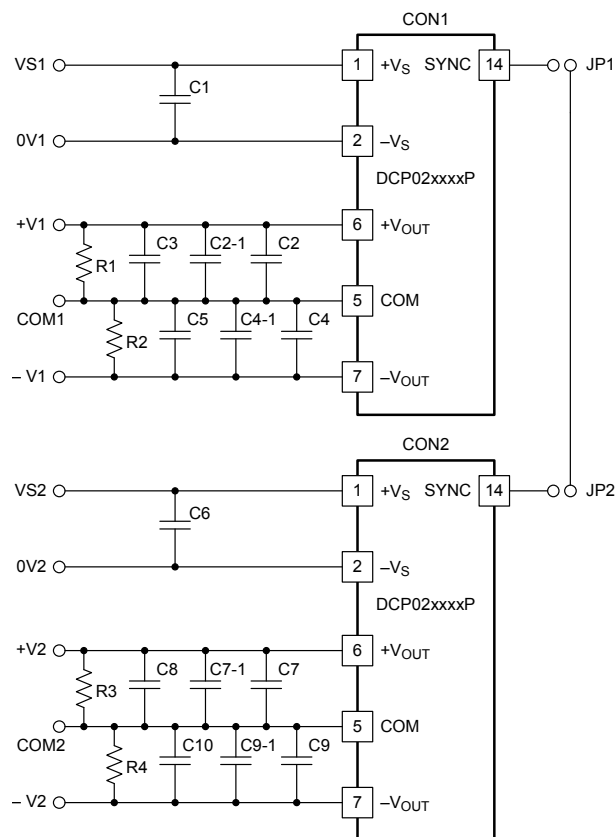 CON1
VS1
1
+VS
SYNC
14
JP1
C1
0V1
2
–VS
DCP02xxxxP
+V1
6
+VOUT
R1
C3
C2-1
C2
COM1
5
COM
R2
C5
C4-1
C4
– V1
7
–VOUT
CON2
VS2
1
+VS
SYNC
14
JP2
C6
0V2
2
–VS
DCP02xxxxP
+V2
6
+VOUT
R3
C8
C7-1
C7
COM2
5
COM
R4
C10
C9-1
C9
– V2
7
–VOUT